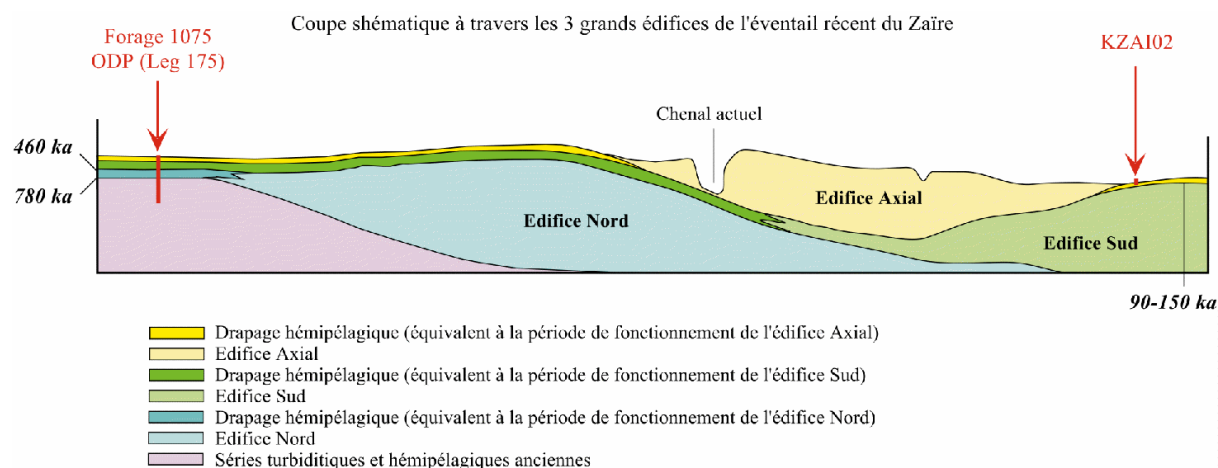 Coupe shématique à travers les 3 grands édifices de l'éventail récent du Zaïre
Forage 1075
ODP (Leg 175)
KZAI02
Chenal actuel
460 ka
780 ka
Edifice Axial
Edifice Nord
Edifice Sud
90-150 ka
Drapage hémipélagique (équivalent à la période de fonctionnement de l'édifice Axial)
Edifice Axial
Drapage hémipélagique (équivalent à la période de fonctionnement de l'édifice Sud)
Edifice Sud
Drapage hémipélagique (équivalent à la période de fonctionnement de l'édifice Nord)
Edifice Nord
Séries turbiditiques et hémipélagiques anciennes